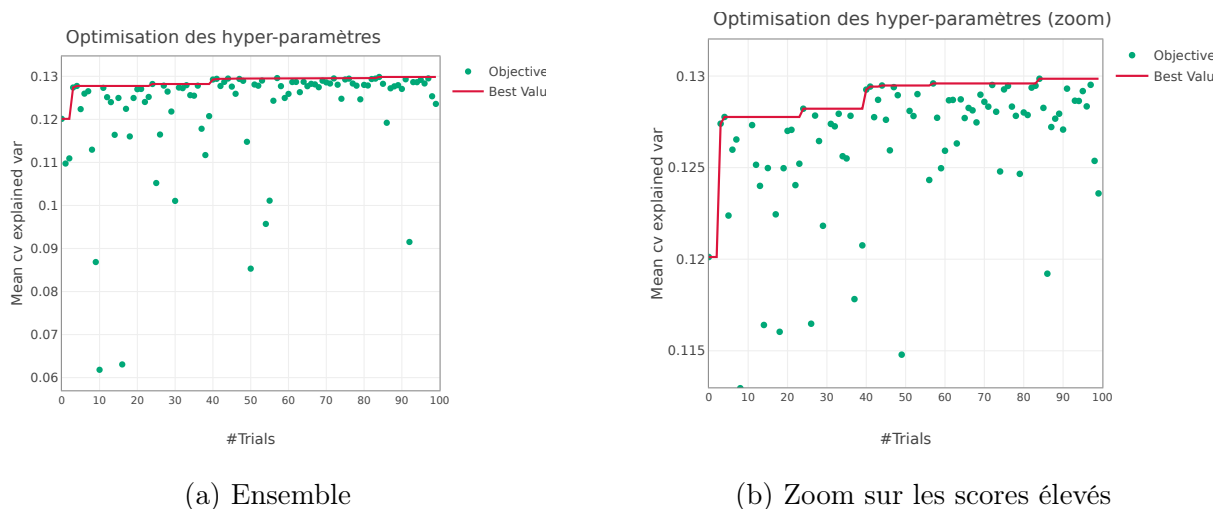 Optimisation des hyper-paramètres
Mean cv explained var
0.13
0.12
0.11
0.1
0.09
0.08
0.07
0.06
0
10
20
30
40
50
60
70
80
90
100
#Trials
Objective
Best Valu
(a) Ensemble
Optimisation des hyper-paramètres (zoom)
Mean cv explained var
0.13
0.125
0.12
0.115
0
10
20
30
40
50
60
70
80
90
100
#Trials
Objective
Best Valu
(b) Zoom sur les scores élevés